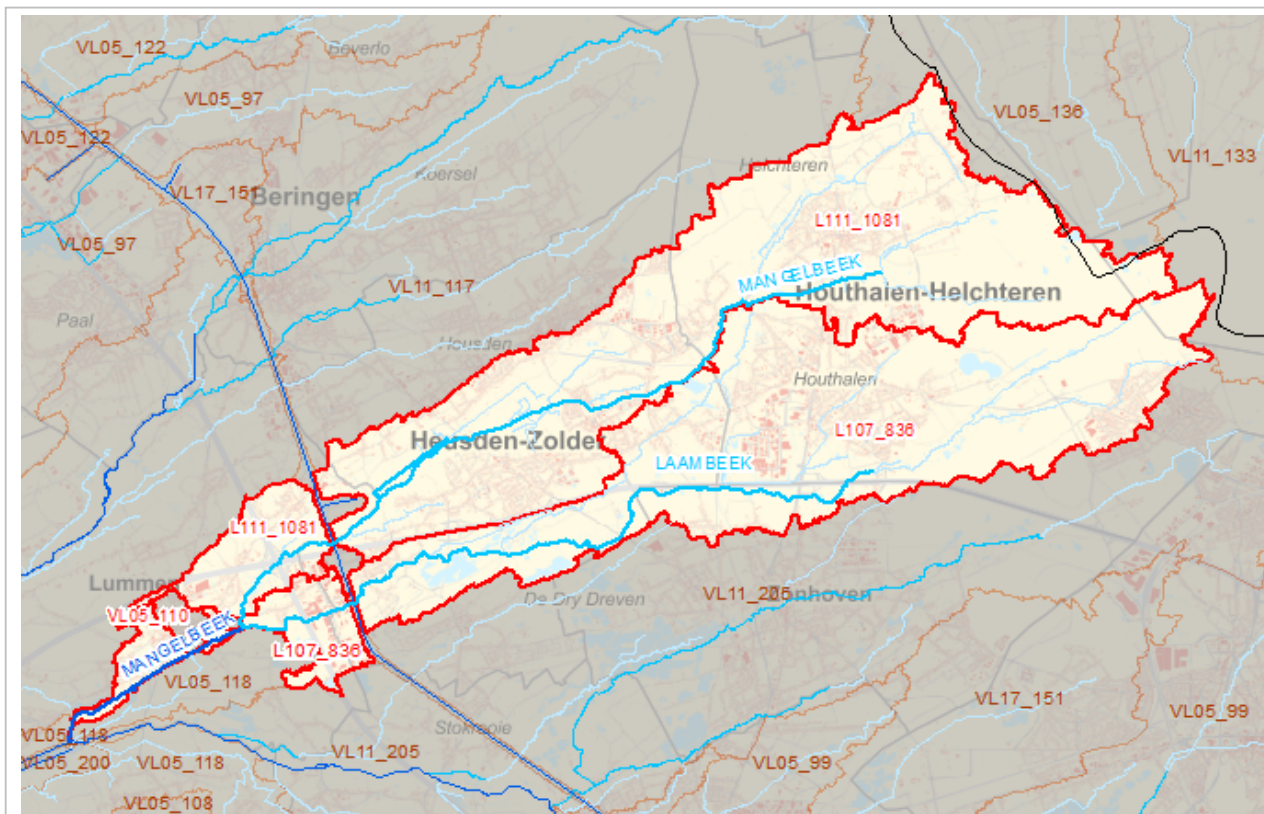 VL05_122
Beverlo
VL05_97
VL05_136
VL05_122
VL11_133
Helchteren
Koersel
VL17_151
Beringen
L111_1081
VL05_97
MANGELBEEK
VL11_117
Houthalen-Helchteren
Paal
Heusden
Houthalen
Heusden-Zolder
L107_836
LAAMBEEK
L111_1081
Lummen
De Dry Dreven
VL11_205
Zonhoven
VL05_110
MANGELBEEK
L107_836
VL05_118
VL17_151
VL05_118
Stokrooie
VL05_99
VL05_200
VL05_118
VL11_205
VL05_99
VL05_108